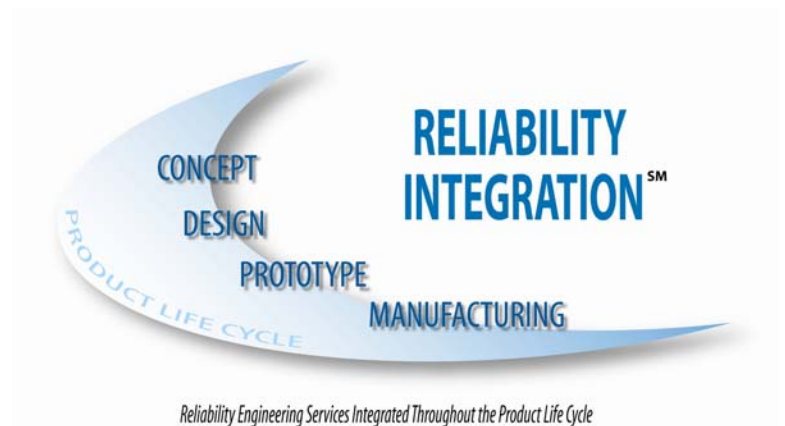 RELIABILITY
INTEGRATION℠
CONCEPT
DESIGN
PROTOTYPE
MANUFACTURING
PRODUCT LIFE CYCLE
Reliability Engineering Services Integrated Throughout the Product Life Cycle